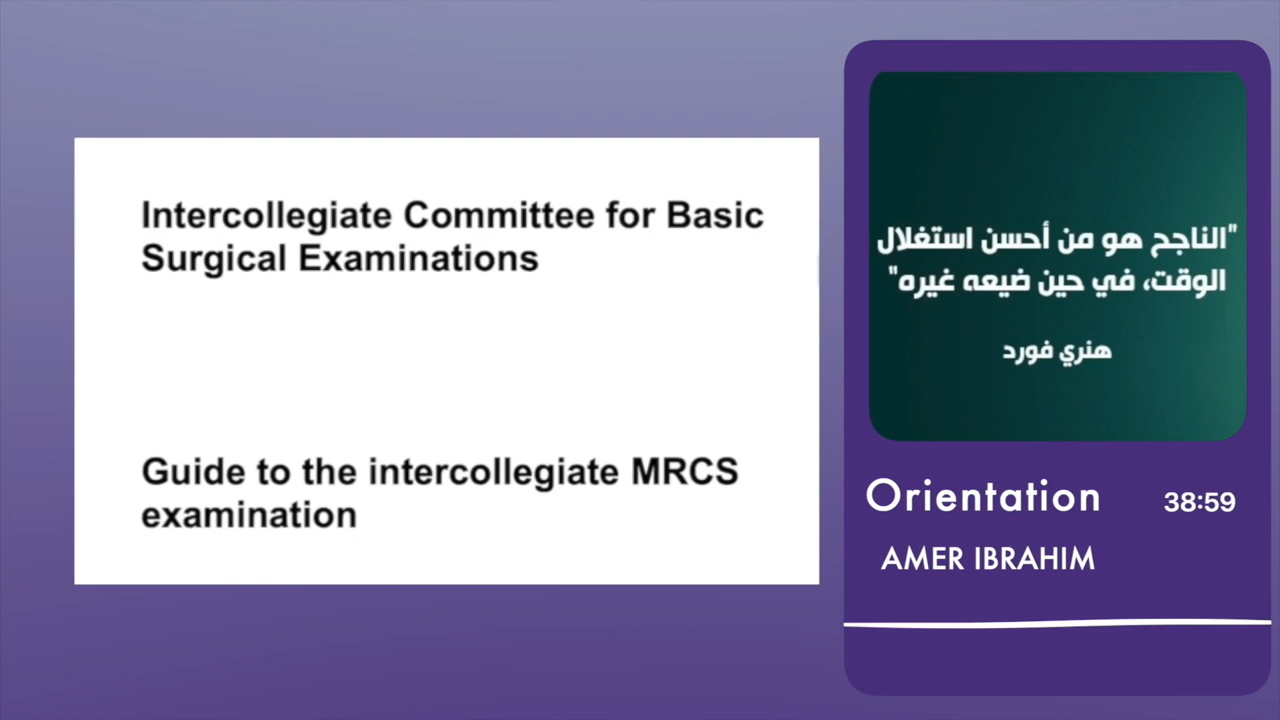 Intercollegiate Committee for Basic
Surgical Examinations
Guide to the intercollegiate MRCS
examination
"الناجح هو من أحسن استغلال
الوقت، في حين ضيعه غيره"
هنري فورد
Orientation
38:59
AMER IBRAHIM